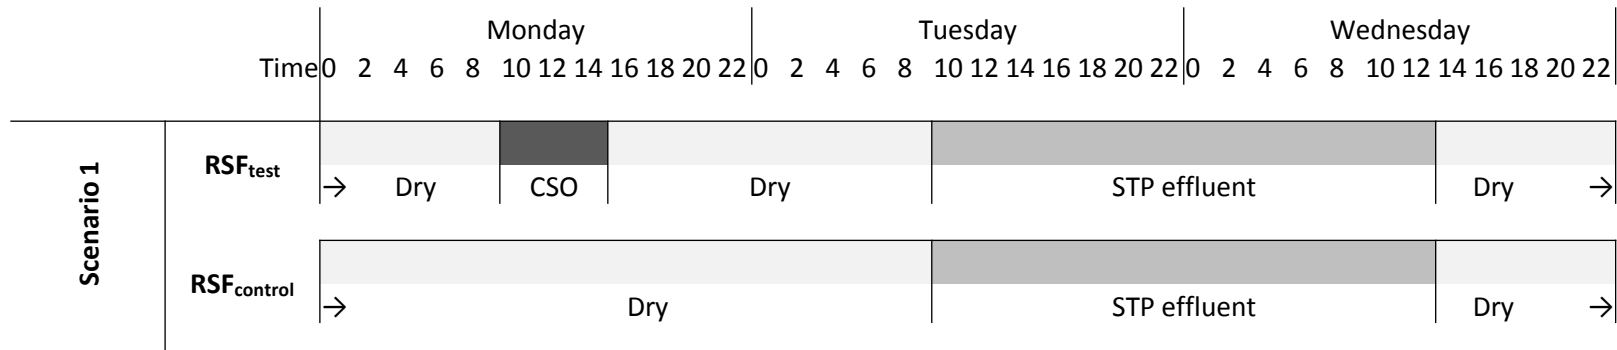 Monday Tuesday Wednesday
Time 0 2 4 6 8 10 12 14 16 18 20 22 0 2 4 6 8 10 12 14 16 18 20 22 0 2 4 6 8 10 12 14 16 18 20 22
Scenario 1
RSFtest
→ Dry CSO Dry STP effluent Dry →
RSFcontrol
→ Dry STP effluent Dry →